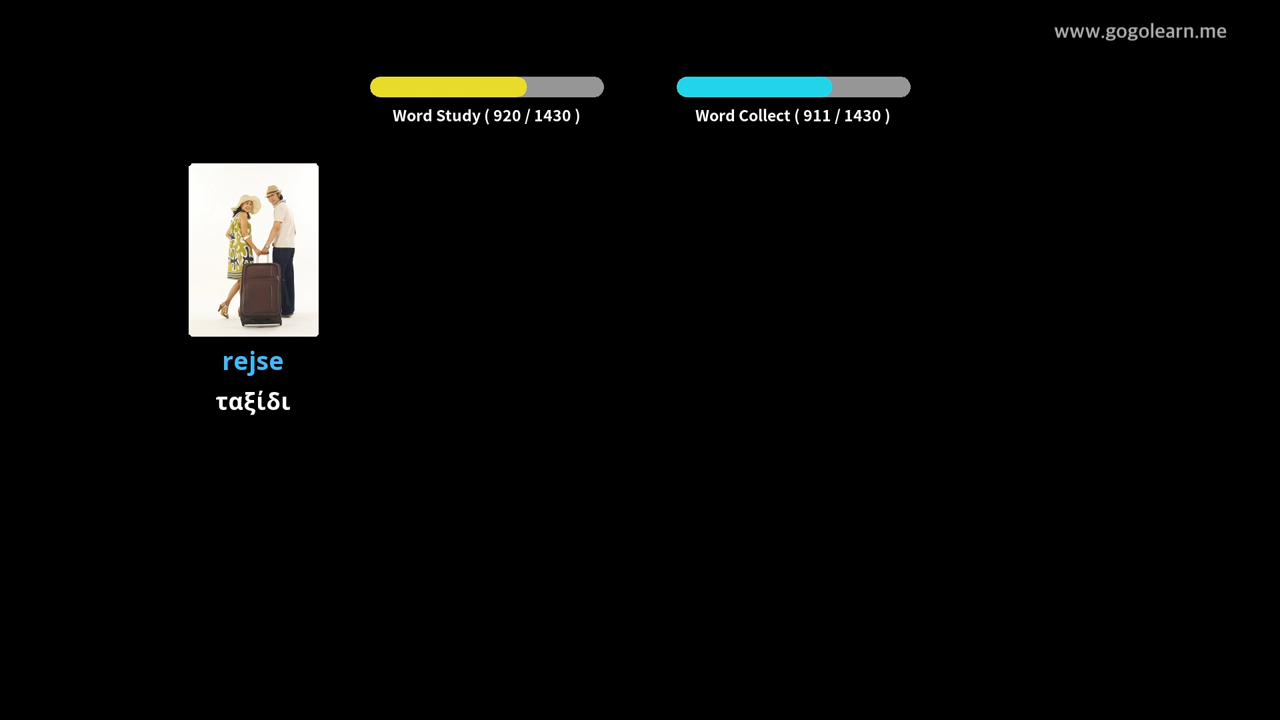 www.gogolearn.me
Word Study ( 920 / 1430 )
Word Collect ( 911 / 1430 )
rejse
ταξίδι